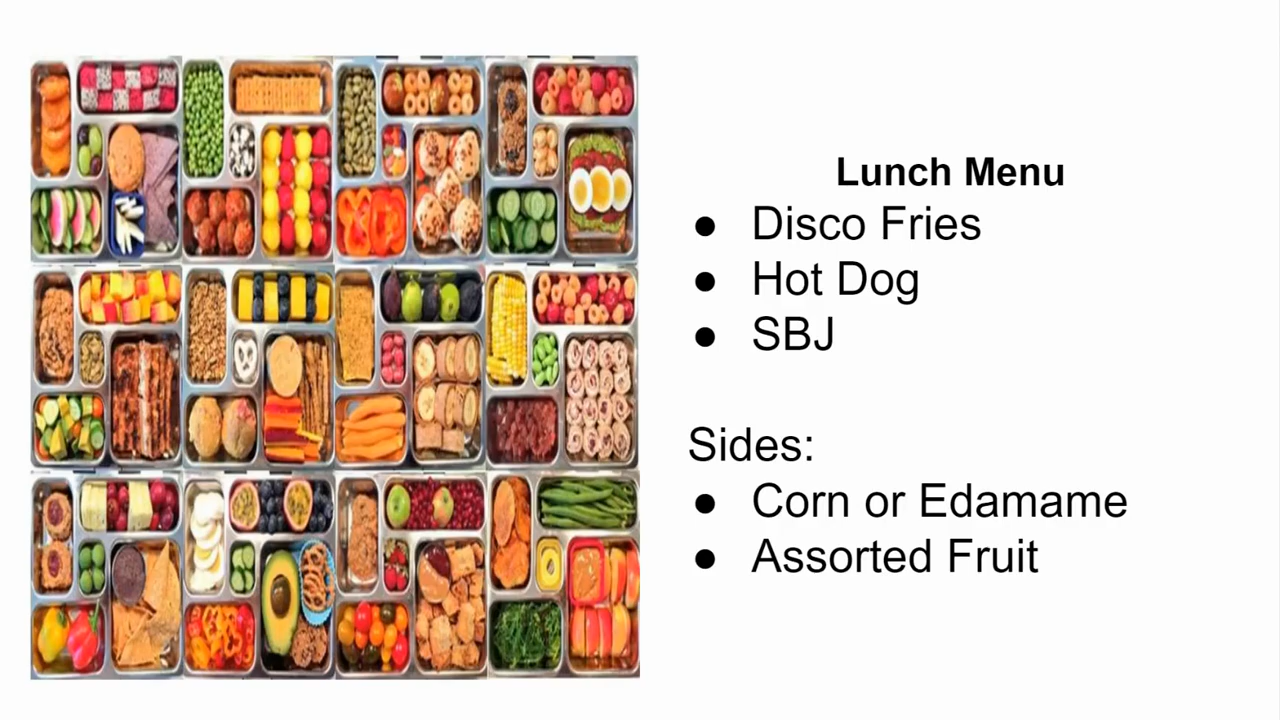 Lunch Menu
● Disco Fries
● Hot Dog
● SBJ
Sides:
● Corn or Edamame
● Assorted Fruit